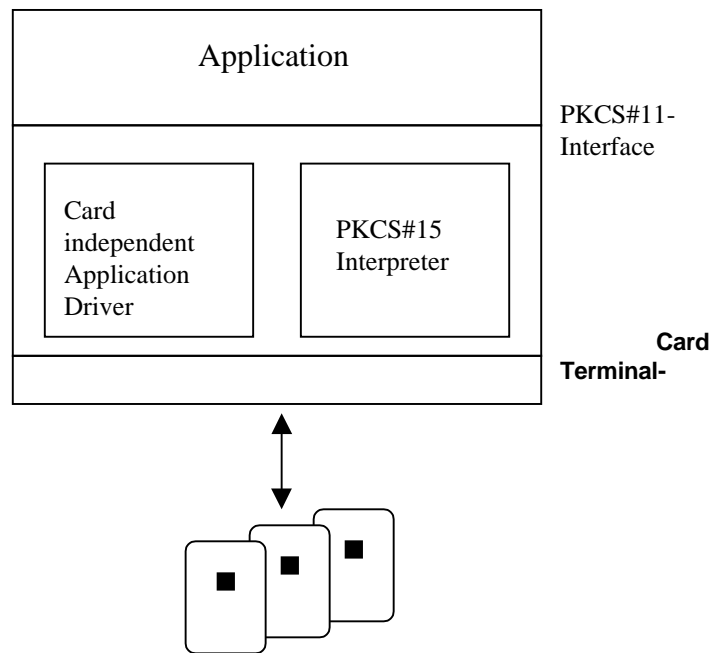 Application
PKCS#11-
Interface
Card
independent
Application
Driver
PKCS#15
Interpreter
Card
Terminal-